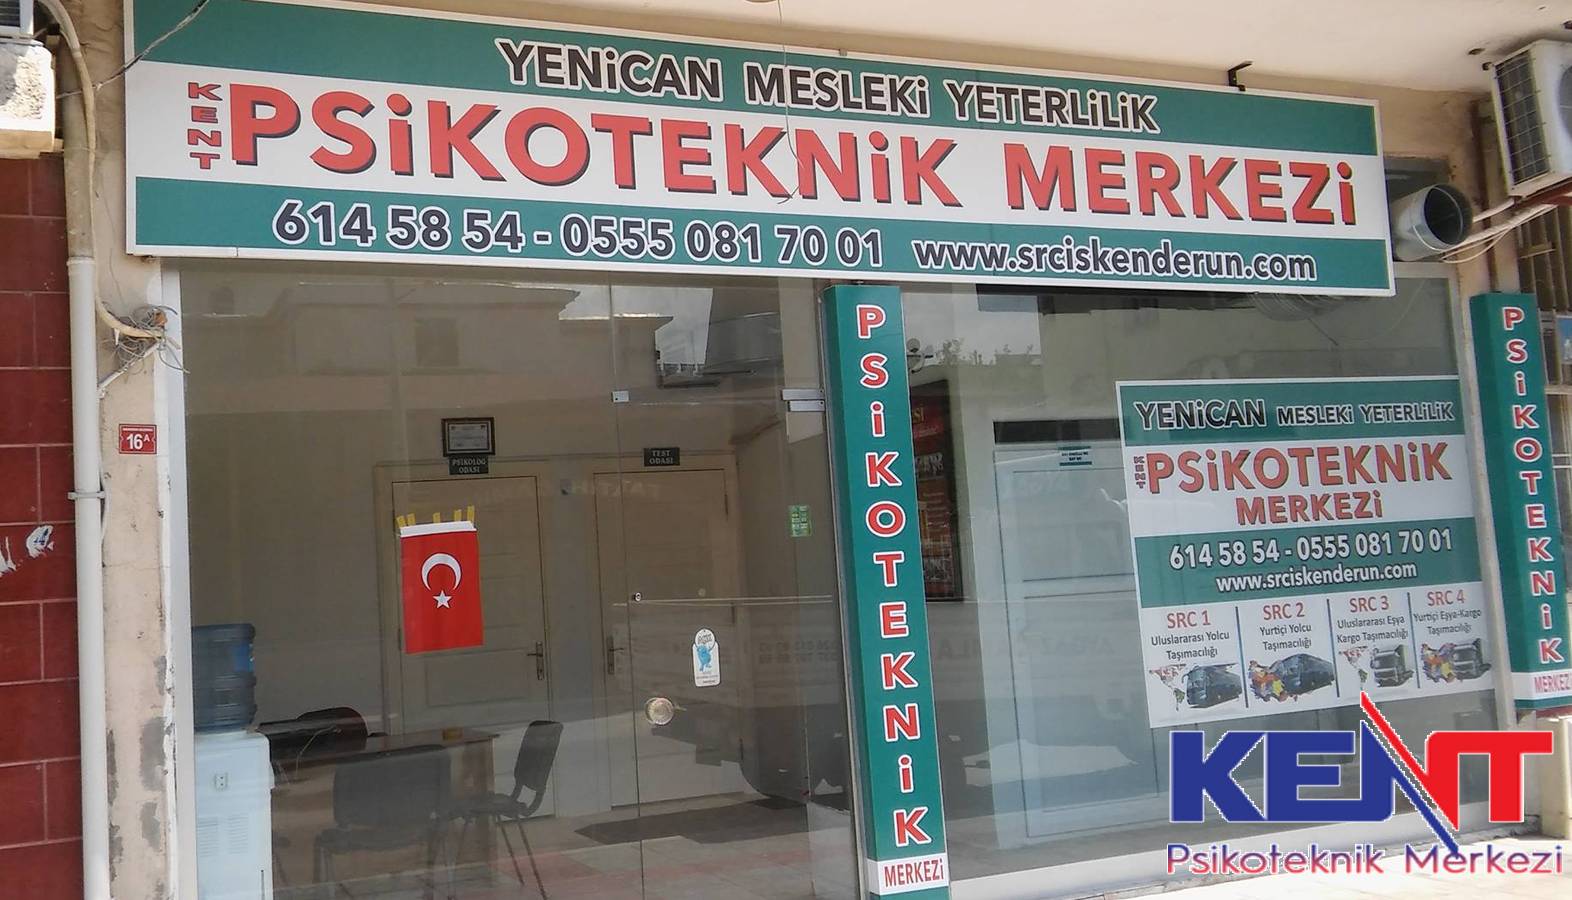 YENiCAN MESLEKi YETERLiLiK
KENT
PSiKOTEKNiK MERKEZi
614 58 54 - 0555 081 70 01 www.srciskenderun.com
PSiKOTEKNiK
MERKEZi
PSiKOTEKNiK
MERKEZi
16 A
PSİKOLOG
ODASI
TEST
ODASI
YENiCAN MESLEKi YETERLiLiK
KENT
PSiKOTEKNiK
MERKEZi
614 58 54 - 0555 081 70 01
www.srciskenderun.com
SRC 1
Uluslararası Yolcu
Taşımacılığı
SRC 2
Yurtiçi Yolcu
Taşımacılığı
SRC 3
Uluslararası Eşya
Kargo Taşımacılığı
SRC 4
Yurtiçi Eşya-Kargo
Taşımacılığı
KENT
Psikoteknik Merkezi